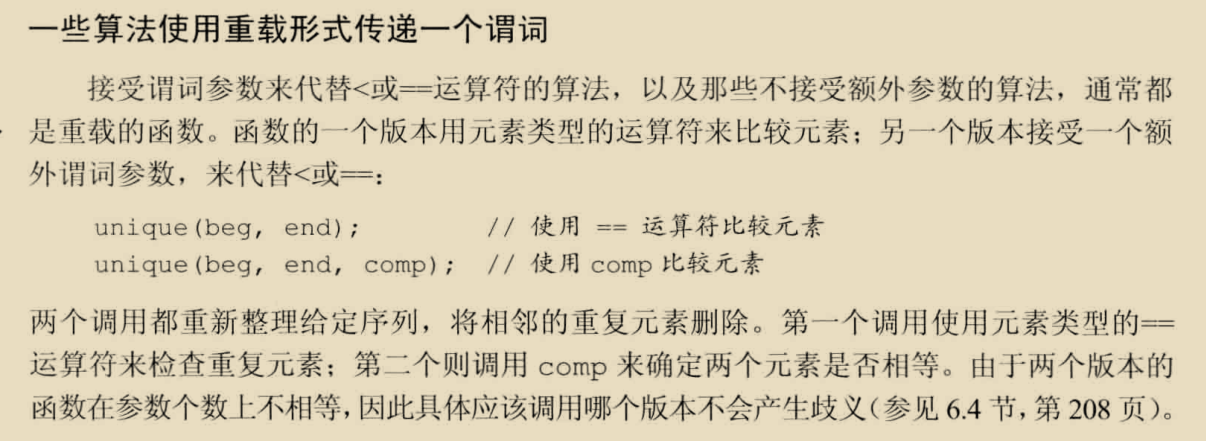 一些算法使用重载形式传递一个谓词
接受谓词参数来代替<或==运算符的算法，以及那些不接受额外参数的算法，通常都
是重载的函数。函数的一个版本用元素类型的运算符来比较元素；另一个版本接受一个额
外谓词参数，来代替<或==：
unique(beg, end); // 使用 == 运算符比较元素
unique(beg, end, comp); // 使用 comp 比较元素
两个调用都重新整理给定序列，将相邻的重复元素删除。第一个调用使用元素类型的==
运算符来检查重复元素；第二个则调用 comp 来确定两个元素是否相等。由于两个版本的
函数在参数个数上不相等，因此具体应该调用哪个版本不会产生歧义（参见 6.4 节，第 208 页）。